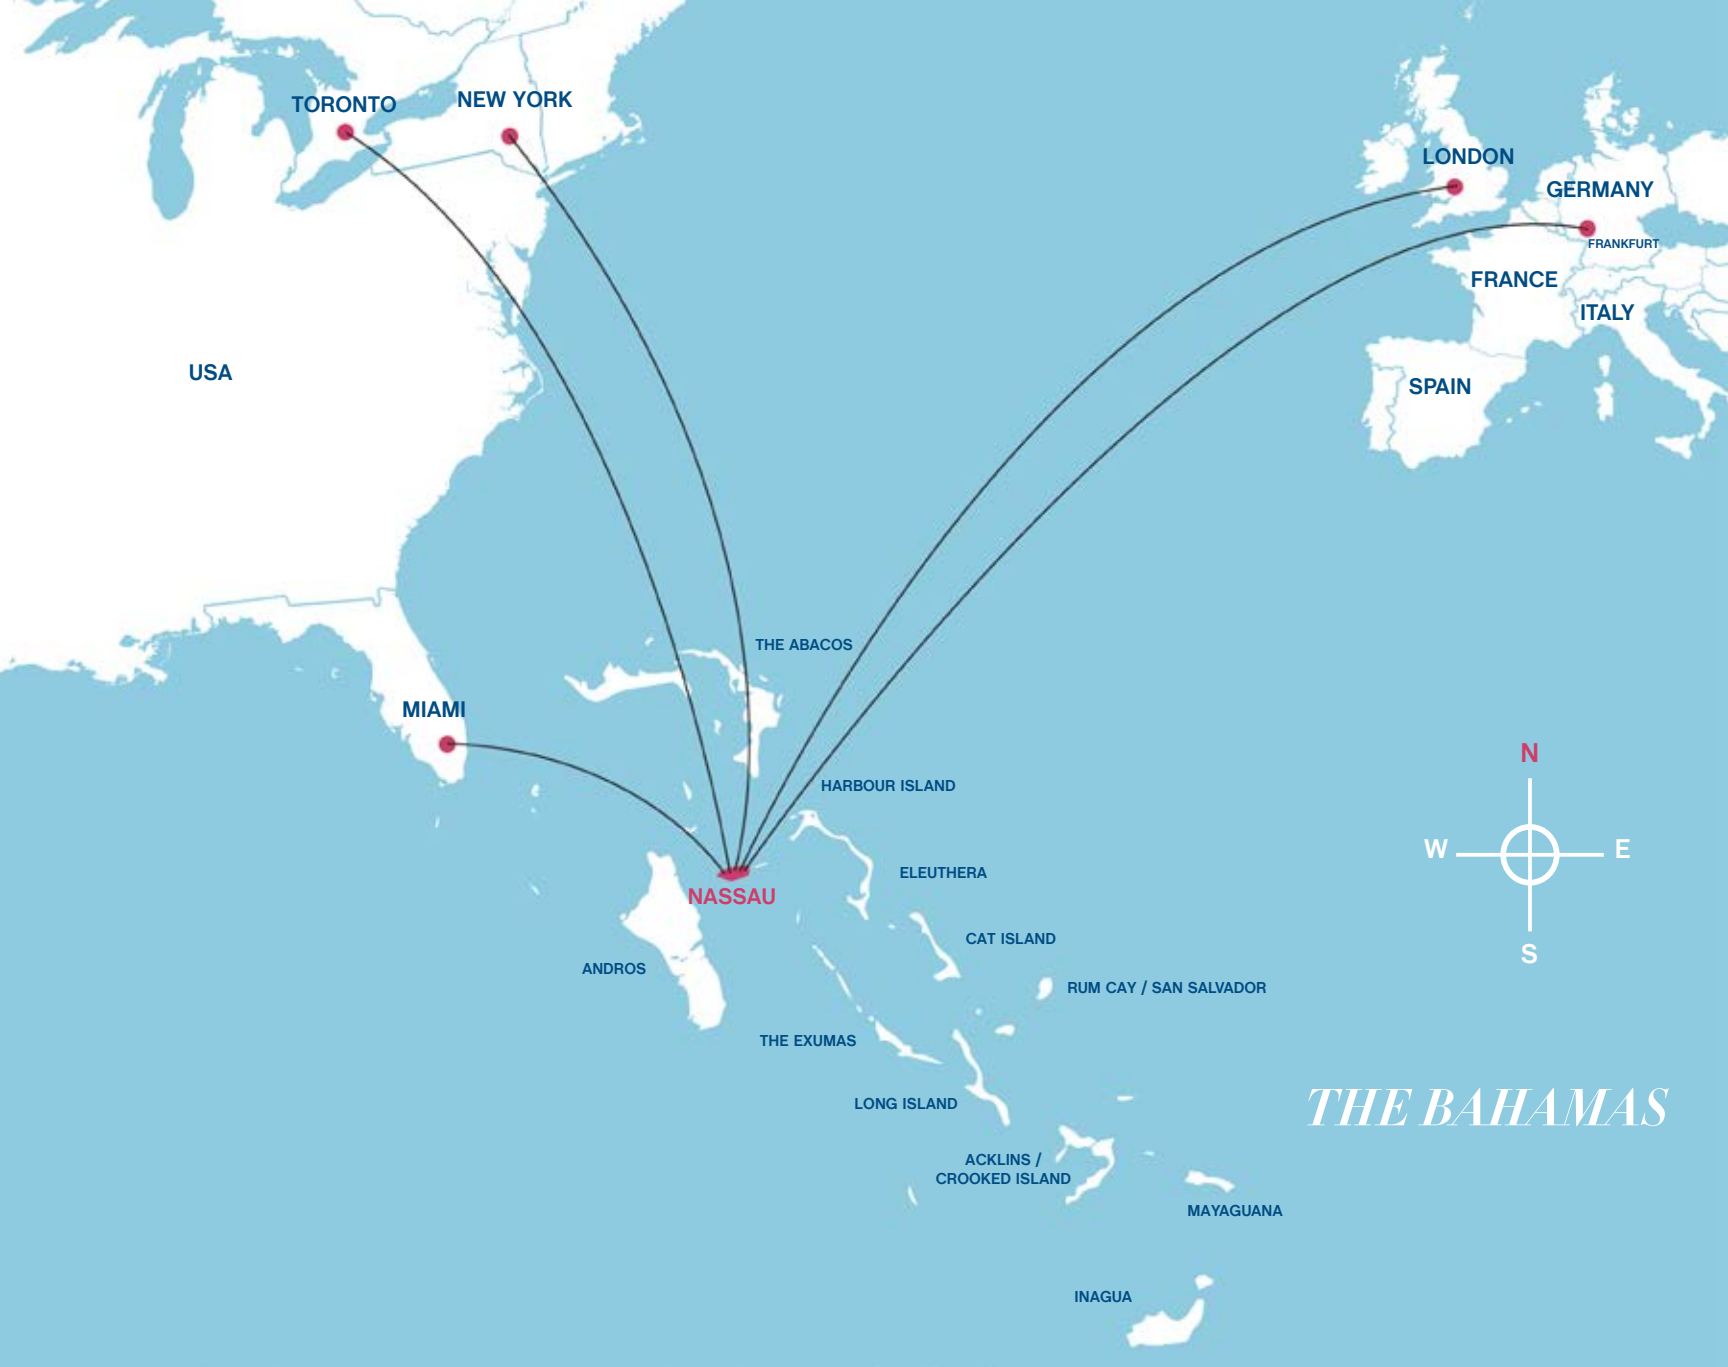 TORONTO
NEW YORK
LONDON
GERMANY
FRANKFURT
FRANCE
ITALY
USA
SPAIN
THE ABACOS
MIAMI
N
HARBOUR ISLAND
W
E
ELEUTHERA
NASSAU
CAT ISLAND
S
ANDROS
RUM CAY / SAN SALVADOR
THE EXUMAS
LONG ISLAND
THE BAHAMAS
ACKLINS /
CROOKED ISLAND
MAYAGUANA
INAGUA